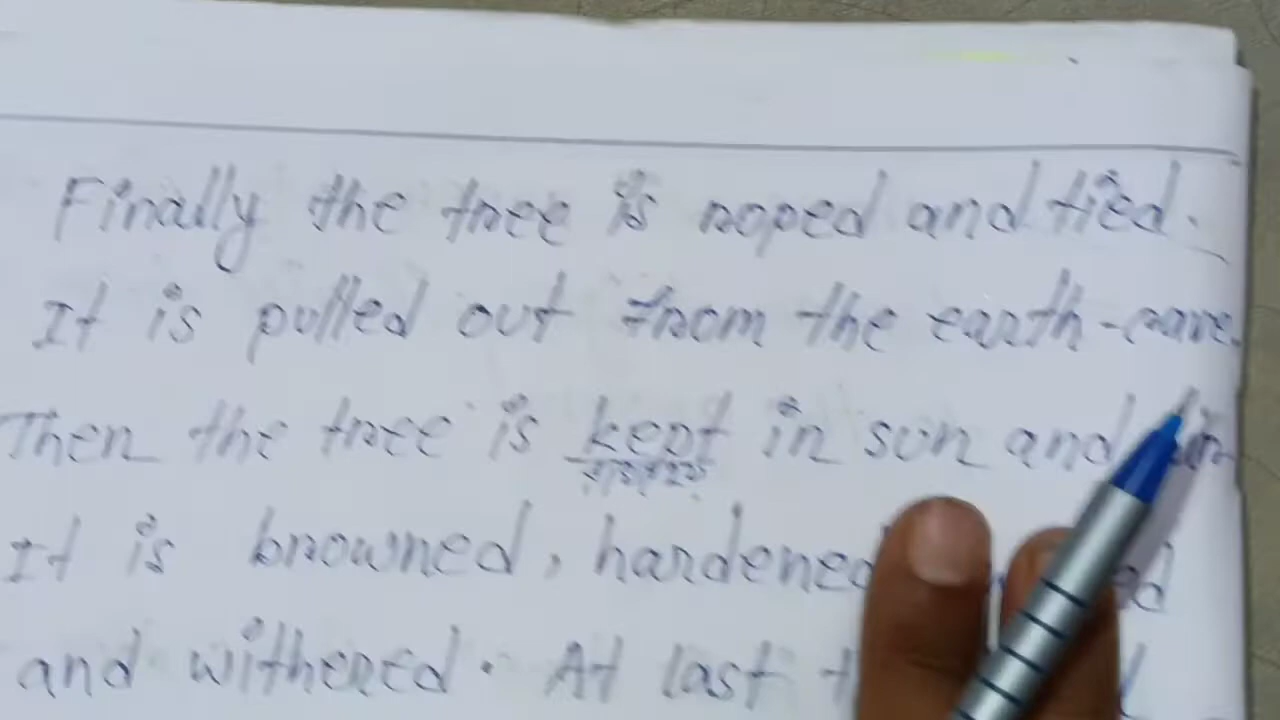 Finally the tree is roped and tied.
It is pulled out from the earth-cave.
Then the tree is kept in sun and air
It is browned, hardened
and withered. At last